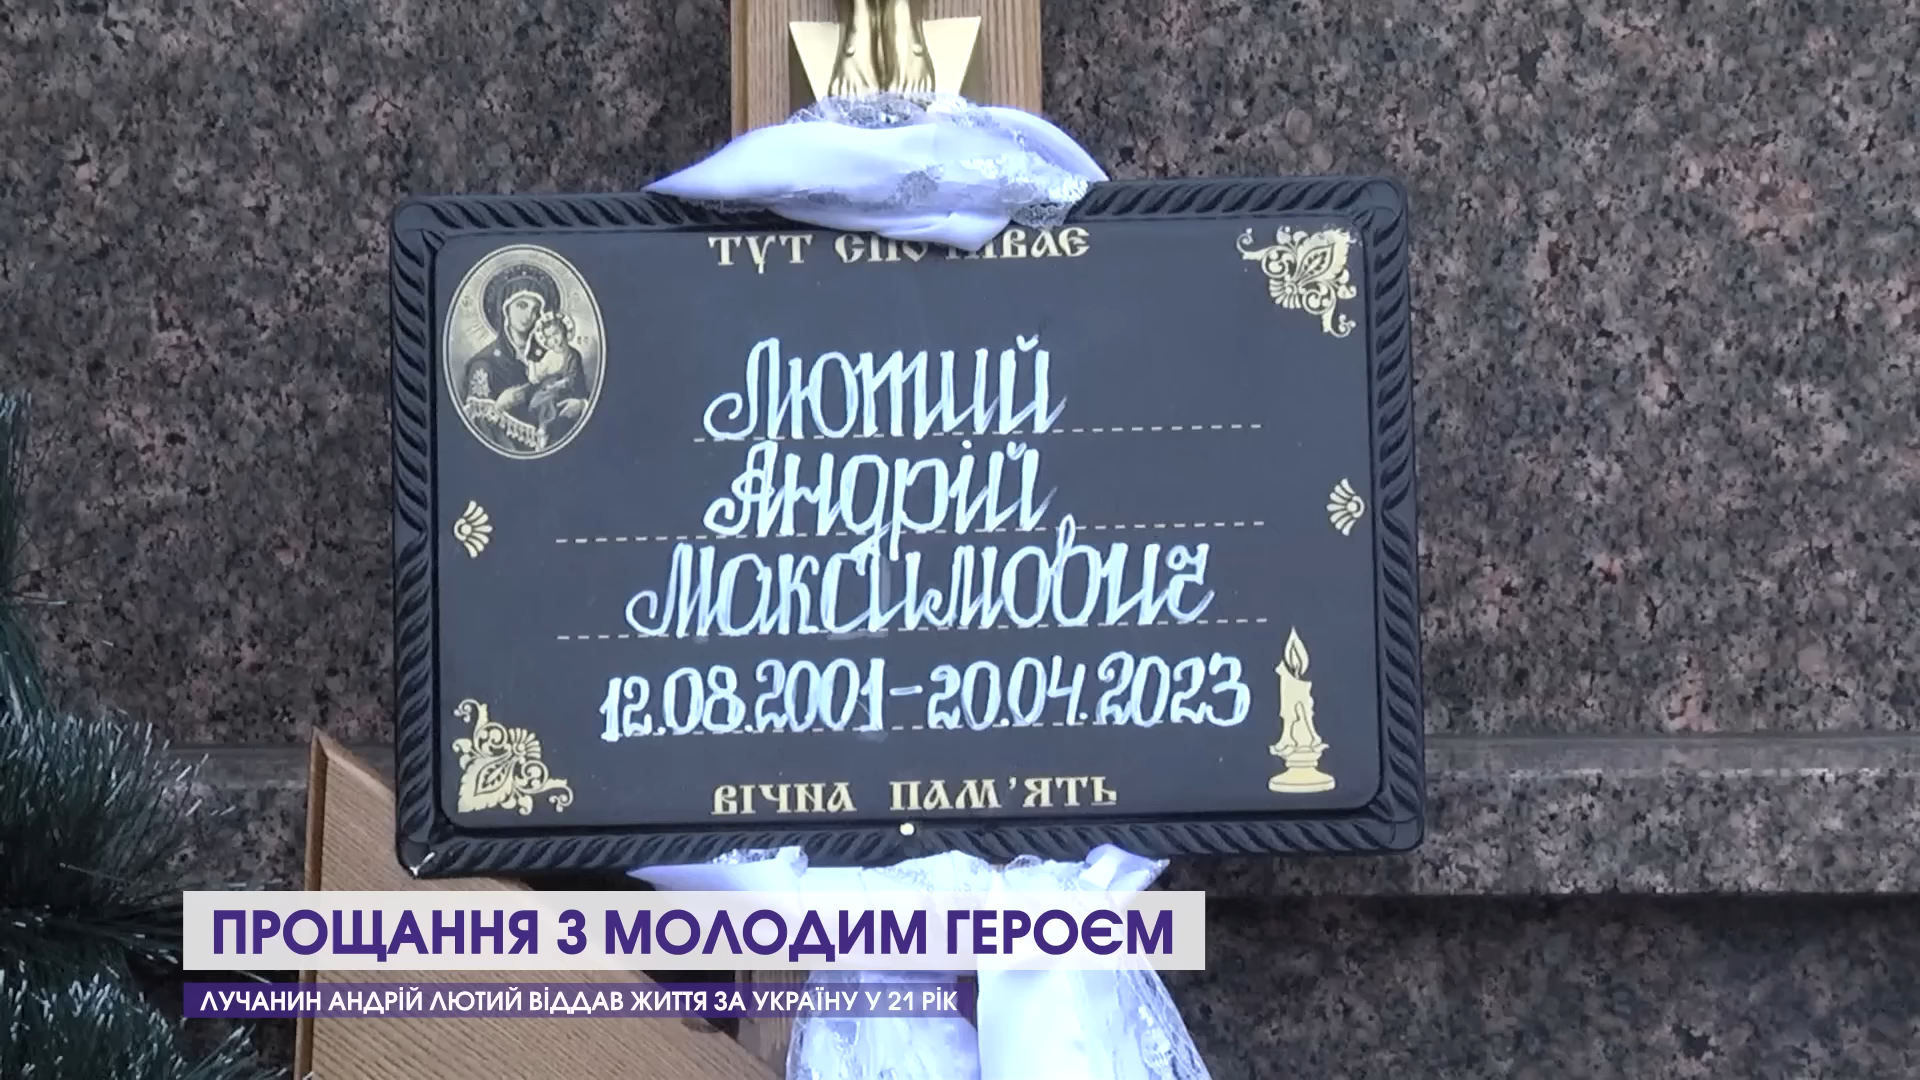 ТУТ СПОЧИВАЄ
Лютий
Андрій
Максимович
12.08.2001-20.04.2023
ВІЧНА ПАМ'ЯТЬ
ПРОЩАННЯ З МОЛОДИМ ГЕРОЄМ
ЛУЧАНИН АНДРІЙ ЛЮТИЙ ВІДДАВ ЖИТТЯ ЗА УКРАЇНУ У 21 РІК